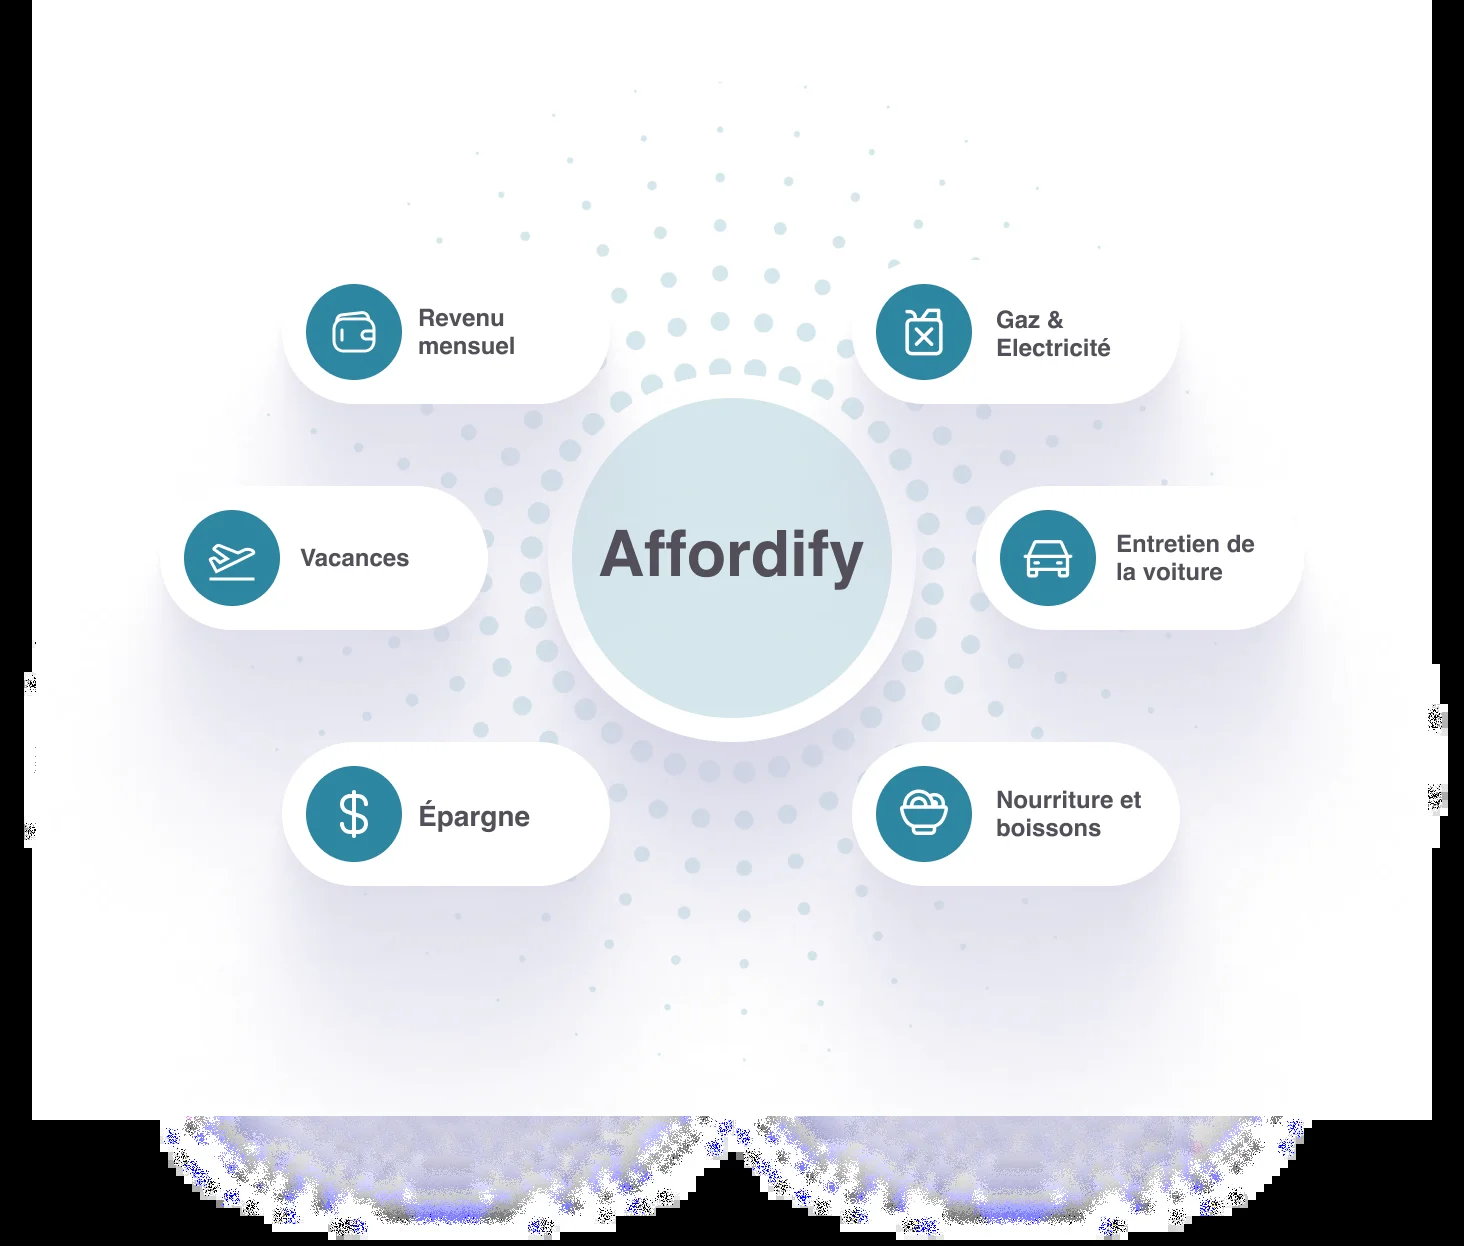 Revenu
mensuel
Gaz &
Electricité
Vacances
Affordify
Entretien de
la voiture
Épargne
Nourriture et
boissons